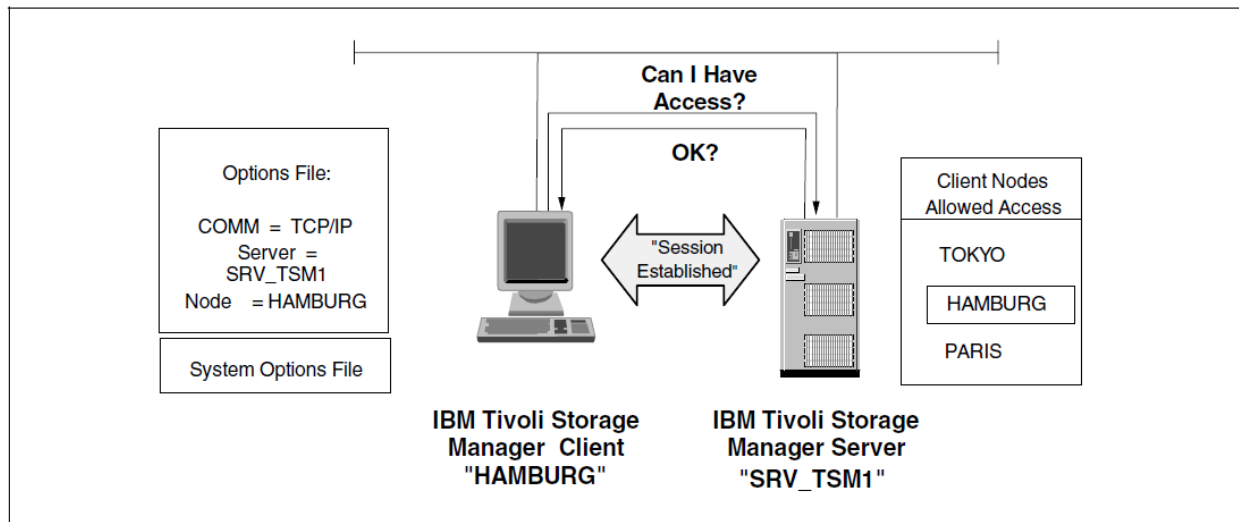 Can I Have
Access?
OK?
Options File:
COMM = TCP/IP
Server =
SRV_TSM1
Node = HAMBURG
System Options File
"Session
Established"
Client Nodes
Allowed Access
TOKYO
HAMBURG
PARIS
IBM Tivoli Storage
Manager Client
"HAMBURG"
IBM Tivoli Storage
Manager Server
"SRV_TSM1"